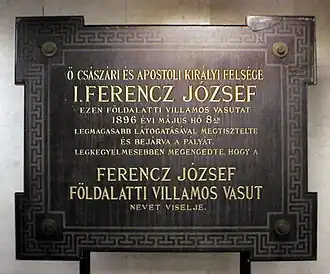 Ő CSÁSZÁRI ÉS APOSTOLI KIRÁLYI FELSÉGE
I. FERENCZ JÓZSEF
EZEN FÖLDALATTI VILLAMOS VASUTAT
1896 ÉVI MÁJUS HÓ 8-ÁN
LEGMAGASABB LÁTOGATÁSÁVAL MEGTISZTELTE
ÉS BEJÁRVA A PÁLYÁT
LEGKEGYELMESEBBEN MEGENGEDTE, HOGY A
FERENCZ JÓZSEF
FÖLDALATTI VILLAMOS VASUT
NEVET VISELJE.